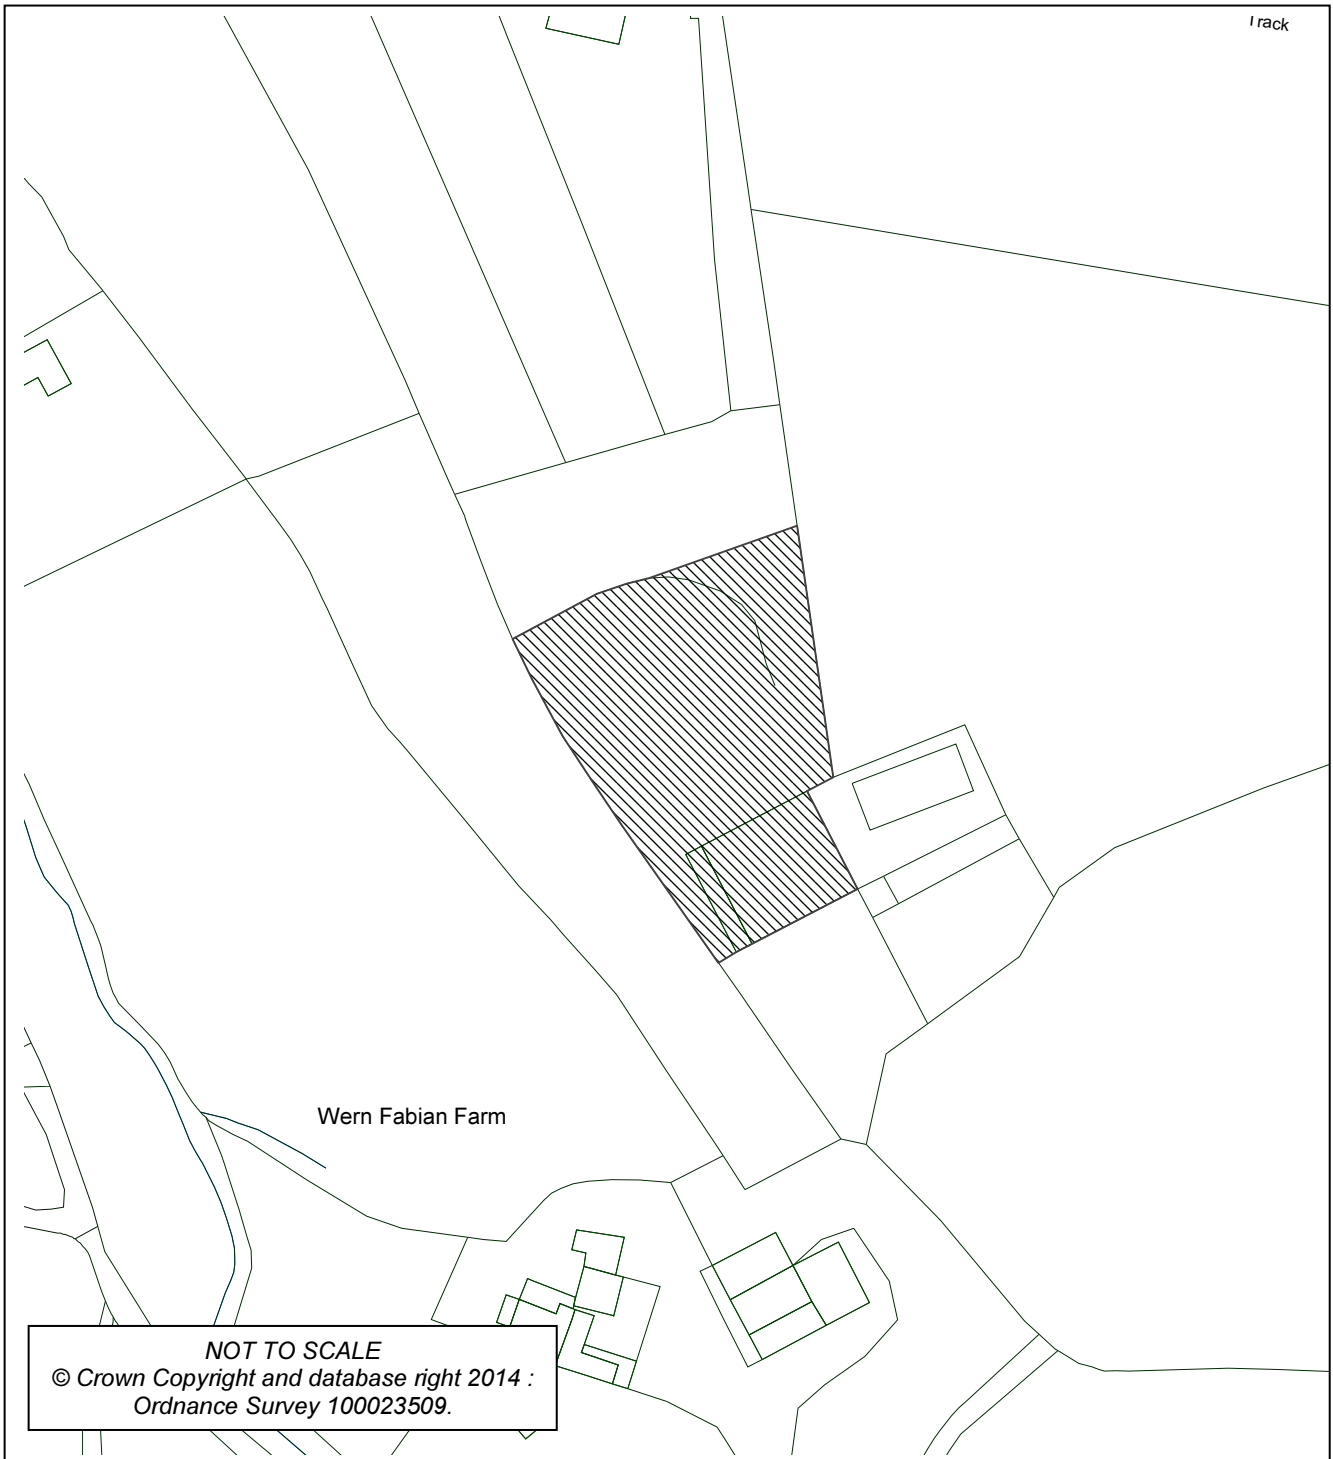 Track
Wern Fabian Farm
NOT TO SCALE
© Crown Copyright and database right 2014 :
Ordnance Survey 100023509.